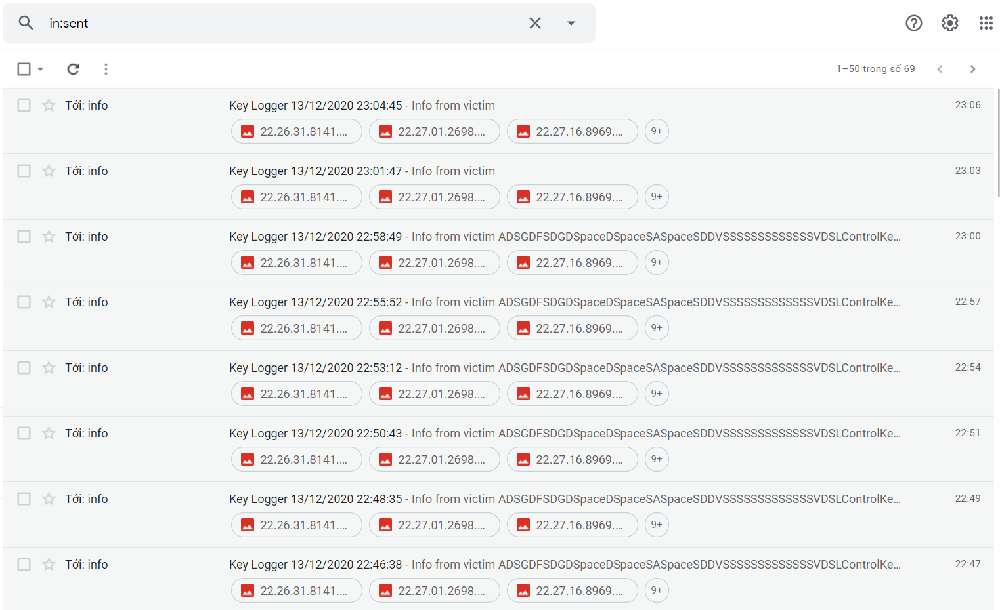 in:sent
1–50 trong số 69
Tới: info Key Logger 13/12/2020 23:04:45 - Info from victim 23:06
22.26.31.8141.... 22.27.01.2698.... 22.27.16.8969.... 9+
Tới: info Key Logger 13/12/2020 23:01:47 - Info from victim 23:03
22.26.31.8141.... 22.27.01.2698.... 22.27.16.8969.... 9+
Tới: info Key Logger 13/12/2020 22:58:49 - Info from victim ADSGDFSDGDSpaceDSpaceSASpaceSDDVSSSSSSSSSSSSSVDSLControlKe... 23:00
22.26.31.8141.... 22.27.01.2698.... 22.27.16.8969.... 9+
Tới: info Key Logger 13/12/2020 22:55:52 - Info from victim ADSGDFSDGDSpaceDSpaceSASpaceSDDVSSSSSSSSSSSSSVDSLControlKe... 22:57
22.26.31.8141.... 22.27.01.2698.... 22.27.16.8969.... 9+
Tới: info Key Logger 13/12/2020 22:53:12 - Info from victim ADSGDFSDGDSpaceDSpaceSASpaceSDDVSSSSSSSSSSSSSVDSLControlKe... 22:54
22.26.31.8141.... 22.27.01.2698.... 22.27.16.8969.... 9+
Tới: info Key Logger 13/12/2020 22:50:43 - Info from victim ADSGDFSDGDSpaceDSpaceSASpaceSDDVSSSSSSSSSSSSSVDSLControlKe... 22:51
22.26.31.8141.... 22.27.01.2698.... 22.27.16.8969.... 9+
Tới: info Key Logger 13/12/2020 22:48:35 - Info from victim ADSGDFSDGDSpaceDSpaceSASpaceSDDVSSSSSSSSSSSSSVDSLControlKe... 22:49
22.26.31.8141.... 22.27.01.2698.... 22.27.16.8969.... 9+
Tới: info Key Logger 13/12/2020 22:46:38 - Info from victim ADSGDFSDGDSpaceDSpaceSASpaceSDDVSSSSSSSSSSSSSVDSLControlKe... 22:47
22.26.31.8141.... 22.27.01.2698.... 22.27.16.8969.... 9+